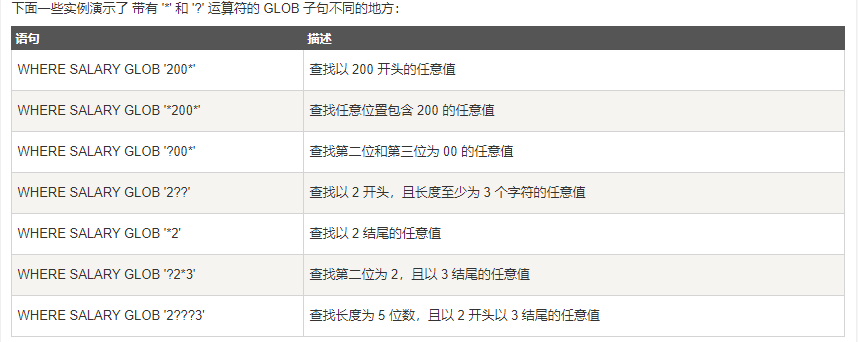 下面一些实例演示了 带有 '*' 和 '?' 运算符的 GLOB 子句不同的地方：
语句 描述
WHERE SALARY GLOB '200*' 查找以 200 开头的任意值
WHERE SALARY GLOB '*200*' 查找任意位置包含 200 的任意值
WHERE SALARY GLOB '?00*' 查找第二位和第三位为 00 的任意值
WHERE SALARY GLOB '2??' 查找以 2 开头，且长度至少为 3 个字符的任意值
WHERE SALARY GLOB '*2' 查找以 2 结尾的任意值
WHERE SALARY GLOB '?2*3' 查找第二位为 2，且以 3 结尾的任意值
WHERE SALARY GLOB '2???3' 查找长度为 5 位数，且以 2 开头以 3 结尾的任意值